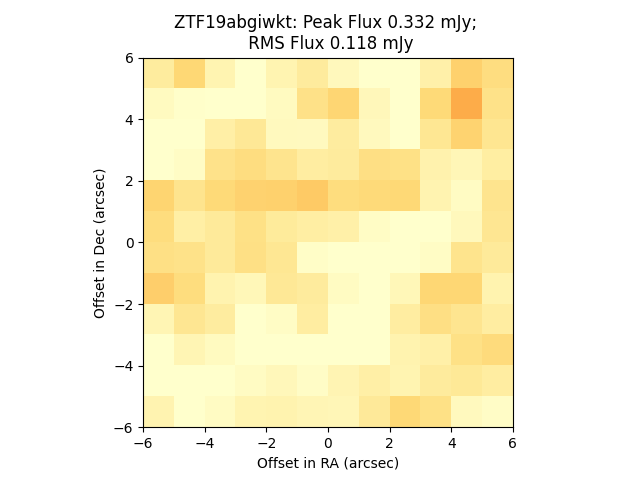 ZTF19abgiwkt: Peak Flux 0.332 mJy;
RMS Flux 0.118 mJy
6
4
2
0
−2
−4
−6
Offset in Dec (arcsec)
−6 −4 −2 0 2 4 6
Offset in RA (arcsec)